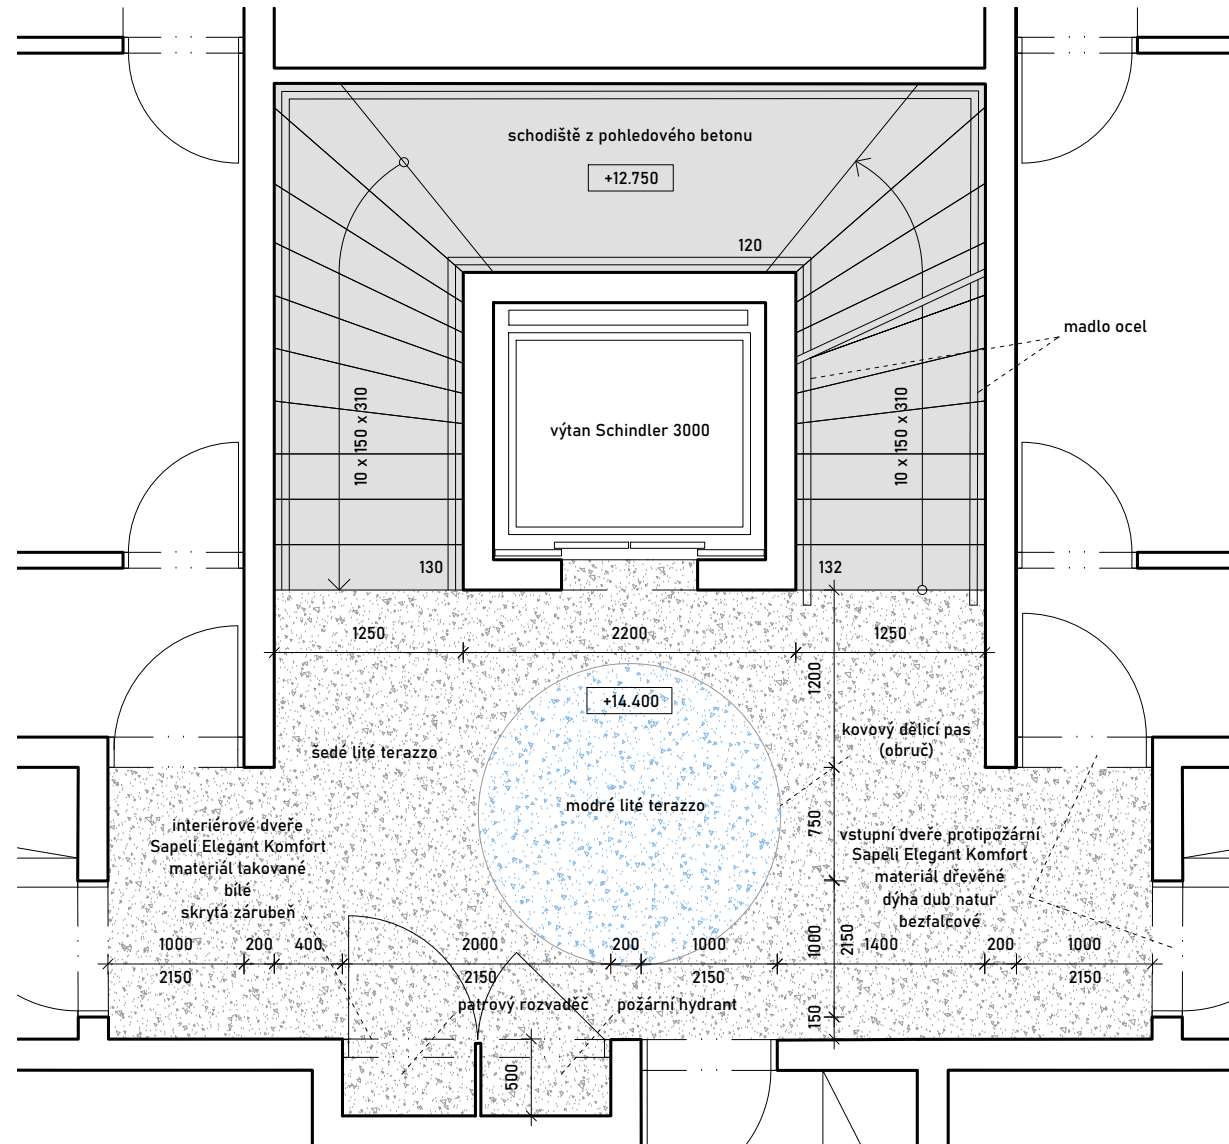 schodiště z pohledového betonu
+12.750
120
madlo ocel
10 x 150 x 310
výtan Schindler 3000
10 x 150 x 310
130
132
1250
2200
1250
1200
+14.400
šedé lité terazzo
kovový dělicí pas
(obruč)
modré lité terazzo
750
interiérové dveře
Sapeli Elegant Komfort
materiál lakované
bílé
skrytá zárubeň
vstupní dveře protipožární
Sapeli Elegant Komfort
materiál dřevěné
dýha dub natur
bezfalcové
1000
200
400
2000
200
1000
1000
2150
1400
200
1000
2150
2150
2150
2150
patrový rozvaděč
požární hydrant
150
500